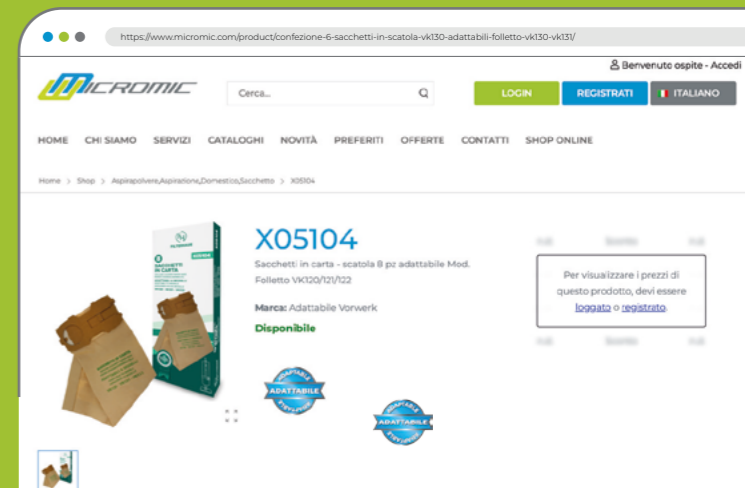 https://www.micromic.com/product/confezione-6-sacchetti-in-scatola-vk130-adattabili-folletto-vk130-vk131/
Benvenuto ospite - Accedi
MICROMIC
Cerca...
LOGIN
REGISTRATI
ITALIANO
HOME CHI SIAMO SERVIZI CATALOGHI NOVITÀ PREFERITI OFFERTE CONTATTI SHOP ONLINE
Home > Shop > Aspirapolvere,Aspirazione,Domestico,Sacchetto > X05104
X05104
Sacchetti in carta - scatola 8 pz adattabile Mod.
Folletto VK120/121/122
Marca: Adattabile Vorwerk
Disponibile
Per visualizzare i prezzi di
questo prodotto, devi essere
loggato o registrato.
SACCHETTI
IN CARTA
ADAPTABLE
ADATTABILE
ADAPTABLE
ADATTABILE